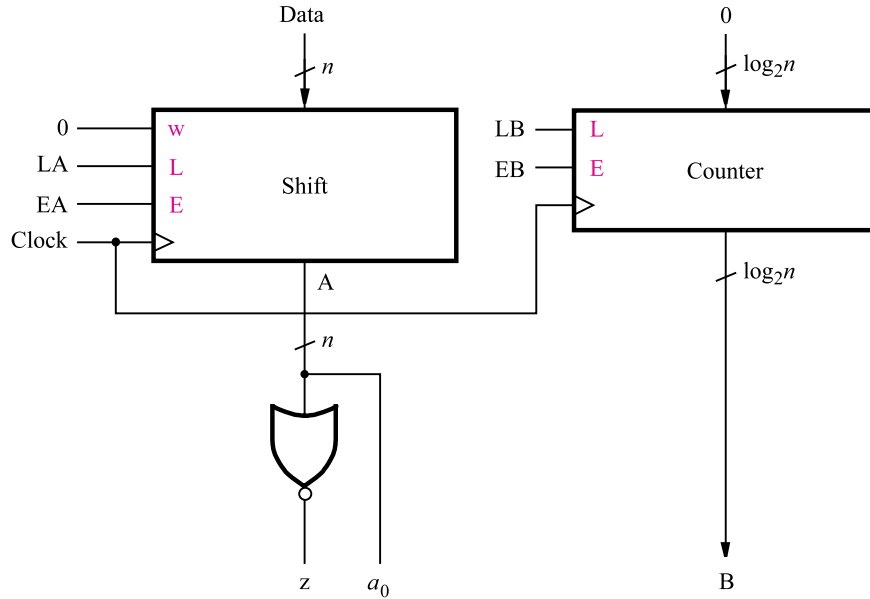 Data
0
n
log₂n
0
w
LB
L
LA
L
Shift
EB
E
Counter
EA
E
Clock
A
log₂n
n
z
a₀
B